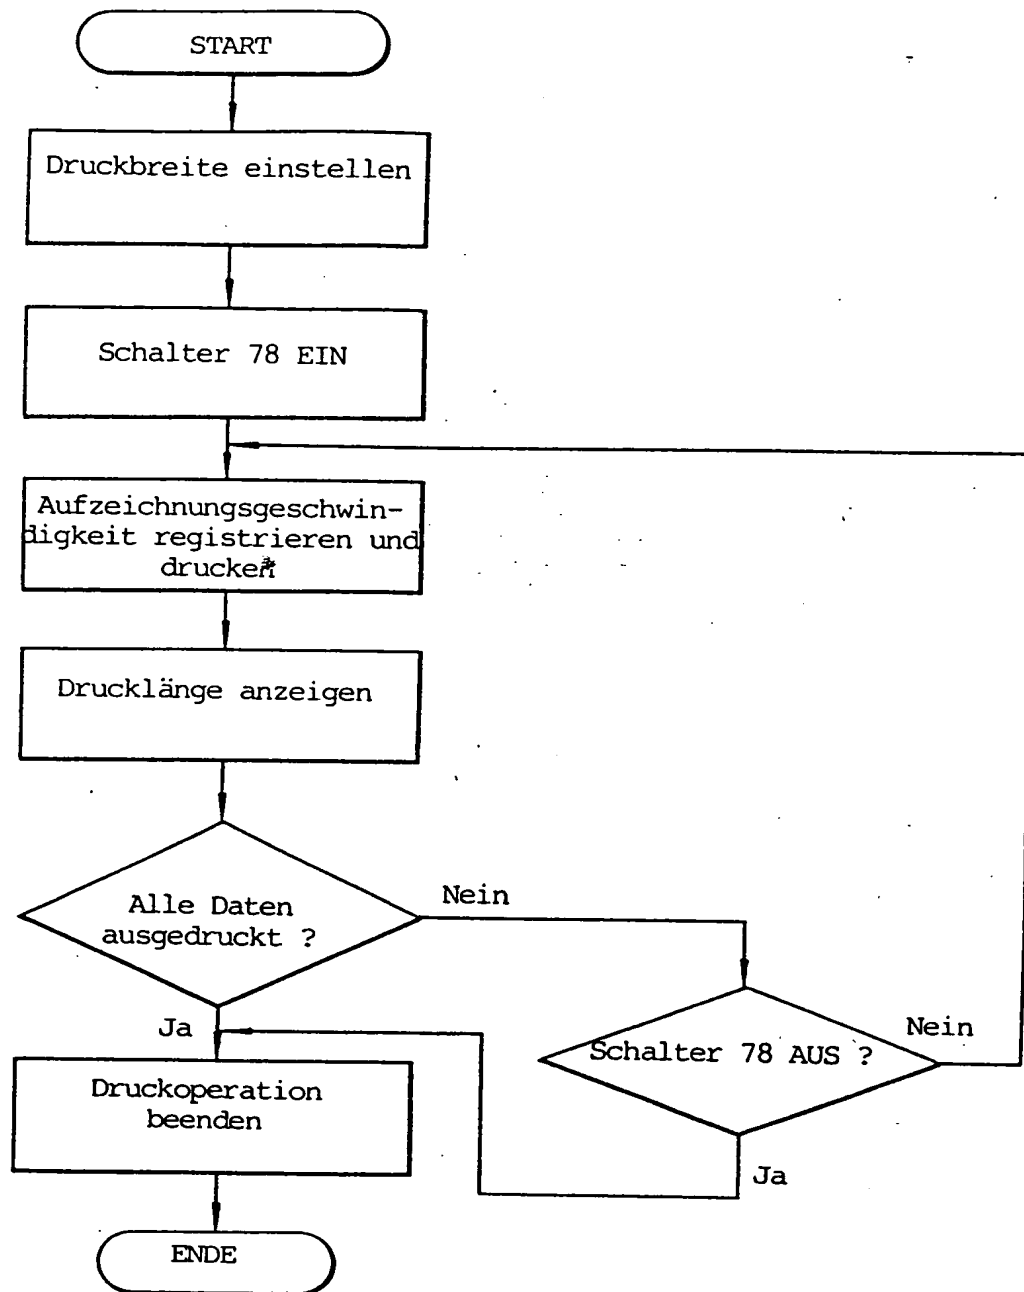 START
Druckbreite einstellen
Schalter 78 EIN
Aufzeichnungsgeschwin-
digkeit registrieren und
drucken
Drucklänge anzeigen
Alle Daten
ausgedruckt ?
Nein
Ja
Schalter 78 AUS ?
Nein
Ja
Druckoperation
beenden
ENDE